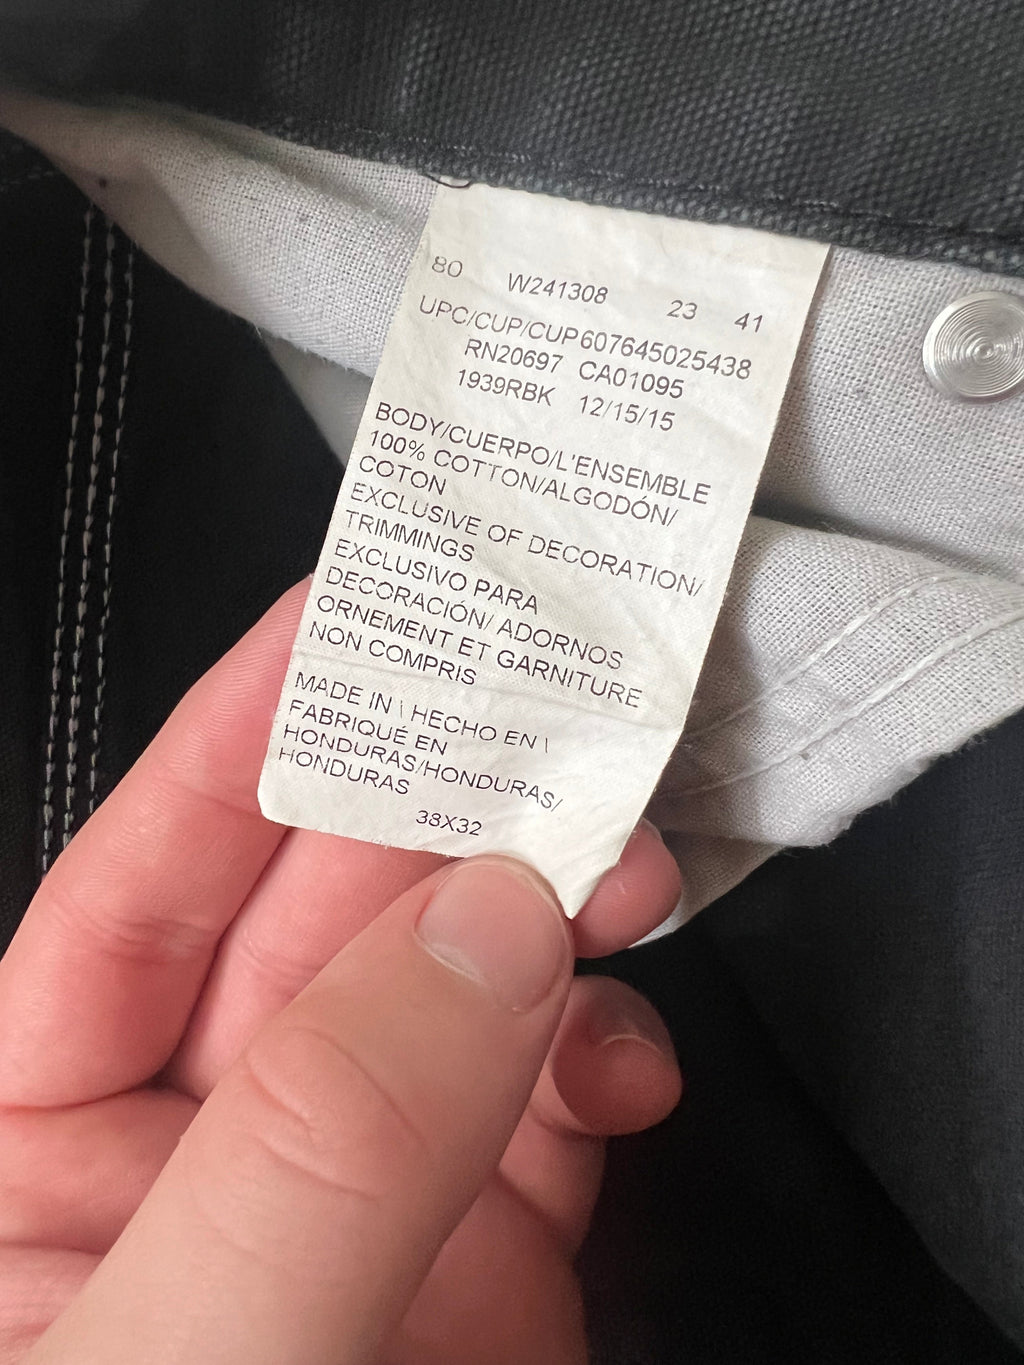 80 W241308 23 41
UPC/CUP/CUP607645025438
RN20697 CA01095
1939RBK 12/15/15
BODY/CUERPO/L'ENSEMBLE
100% COTTON/ALGODÓN/
COTON
EXCLUSIVE OF DECORATION/
TRIMMINGS
EXCLUSIVO PARA
DECORACIÓN/ ADORNOS
ORNEMENT ET GARNITURE
NON COMPRIS
MADE IN \ HECHO EN \
FABRIQUÉ EN
HONDURAS/HONDURAS/
HONDURAS
38X32